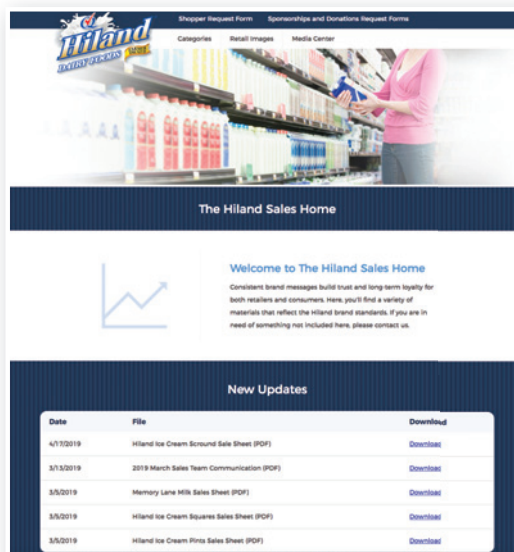 Shopper Request Form Sponsorships and Donations Request Forms
Hiland
DAIRY FOODS
Categories Retail Images Media Center
The Hiland Sales Home
Welcome to The Hiland Sales Home
Consistent brand messages build trust and long-term loyalty for
both retailers and consumers. Here, you'll find a variety of
materials that reflect the Hiland brand standards. If you are in
need of something not included here, please contact us.
New Updates
Date File Download
4/17/2019 Hiland Ice Cream Scround Sale Sheet (PDF) Download
3/13/2019 2019 March Sales Team Communication (PDF) Download
3/5/2019 Memory Lane Milk Sales Sheet (PDF) Download
3/5/2019 Hiland Ice Cream Squares Sales Sheet (PDF) Download
3/5/2019 Hiland Ice Cream Pints Sales Sheet (PDF) Download